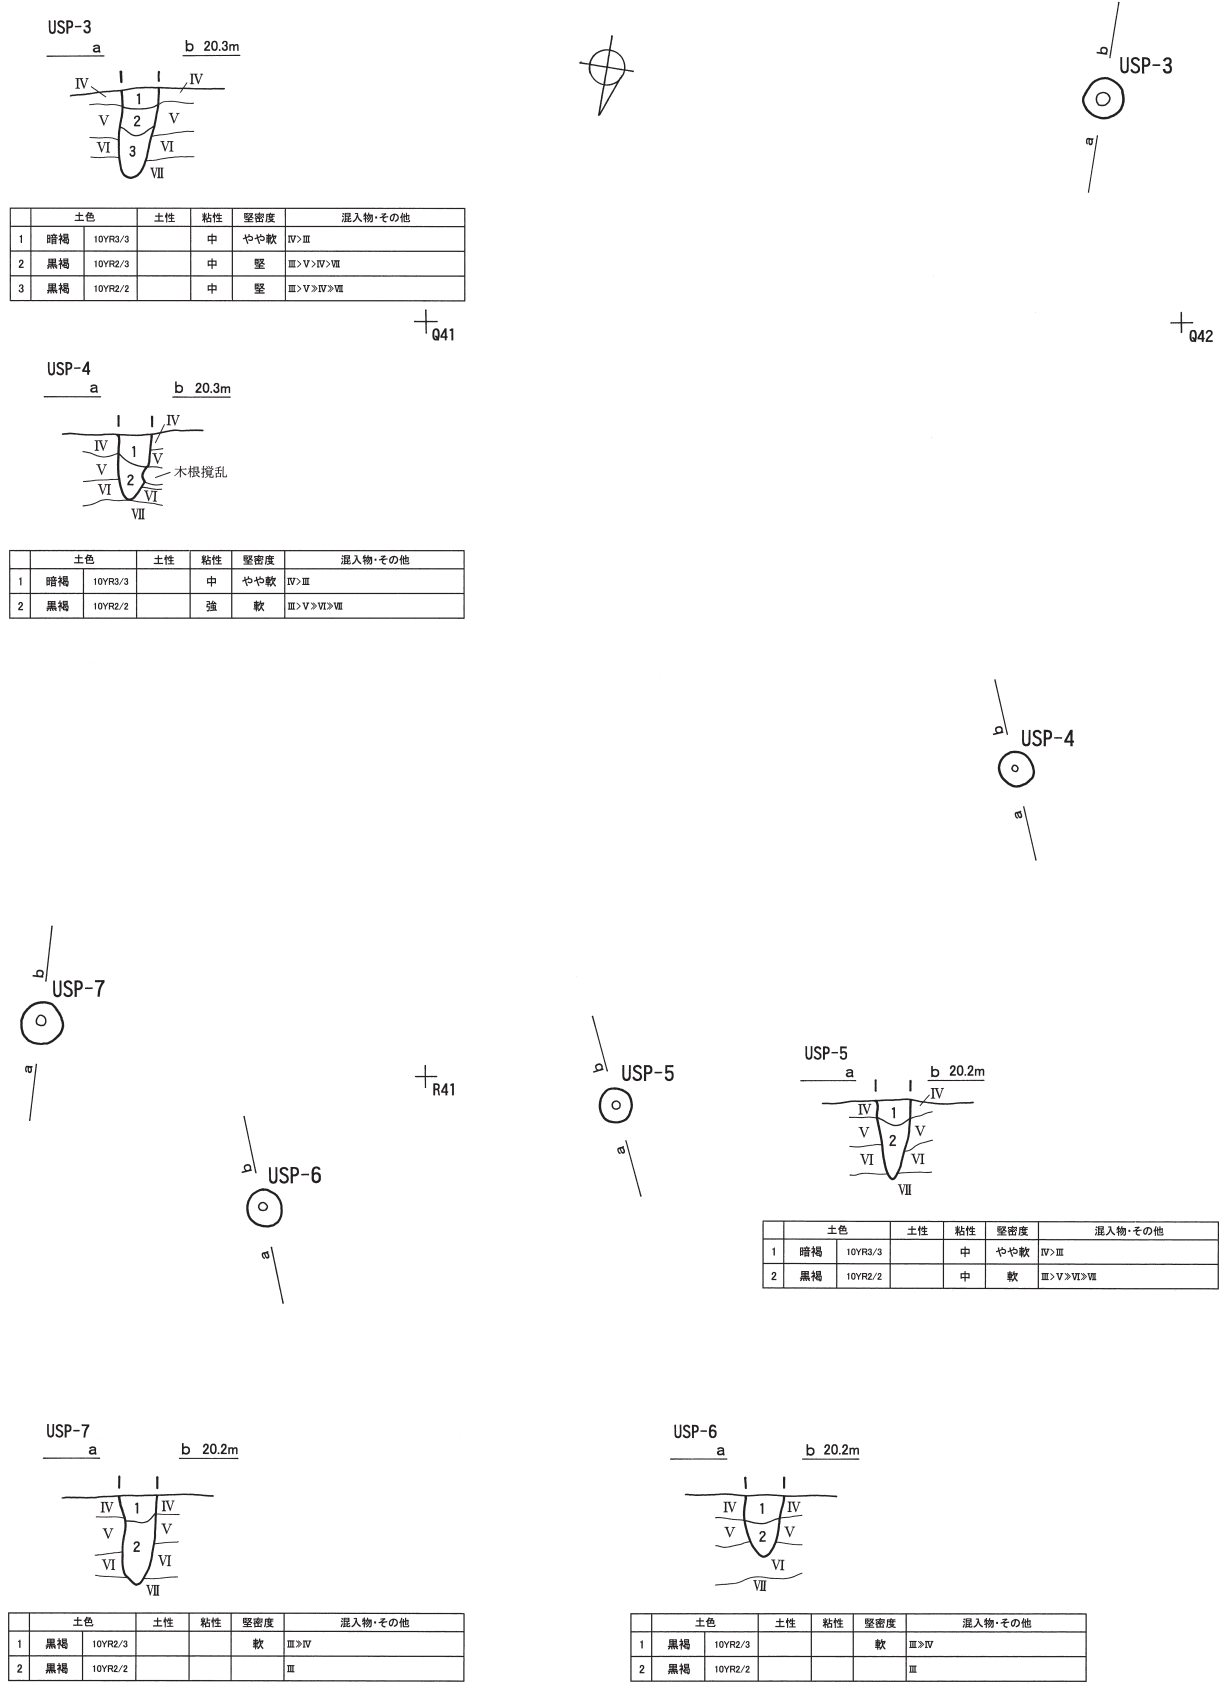 USP-3
a b 20.3m
IV IV
1
V 2 V
VI 3 VI
VII
土色 土性 粘性 堅密度 混入物・その他
1 暗褐 10YR3/3 中 やや軟 Ⅳ>Ⅲ
2 黒褐 10YR2/3 中 堅 Ⅲ>Ⅴ>Ⅳ>Ⅶ
3 黒褐 10YR2/2 中 堅 Ⅲ>Ⅴ≫Ⅳ≫Ⅶ
b
USP-3
a
Q41
Q42
USP-4
a b 20.3m
IV
IV 1
V
V 2 木根撹乱
VI VI
VII
土色 土性 粘性 堅密度 混入物・その他
1 暗褐 10YR3/3 中 やや軟 Ⅳ>Ⅲ
2 黒褐 10YR2/2 強 軟 Ⅲ>Ⅴ≫Ⅵ≫Ⅶ
b
USP-4
a
b
USP-7
a
R41
b
USP-6
a
b
USP-5
a
USP-5
a b 20.2m
IV
IV 1
V 2 V
VI VI
VII
土色 土性 粘性 堅密度 混入物・その他
1 暗褐 10YR3/3 中 やや軟 Ⅳ>Ⅲ
2 黒褐 10YR2/2 中 軟 Ⅲ>Ⅴ≫Ⅵ≫Ⅶ
USP-7
a b 20.2m
IV 1 IV
V V
2
VI VI
VII
土色 土性 粘性 堅密度 混入物・その他
1 黒褐 10YR2/3 軟 Ⅲ≫Ⅳ
2 黒褐 10YR2/2 Ⅲ
USP-6
a b 20.2m
IV 1 IV
V 2 V
VI
VII
土色 土性 粘性 堅密度 混入物・その他
1 黒褐 10YR2/3 軟 Ⅲ≫Ⅳ
2 黒褐 10YR2/2 Ⅲ